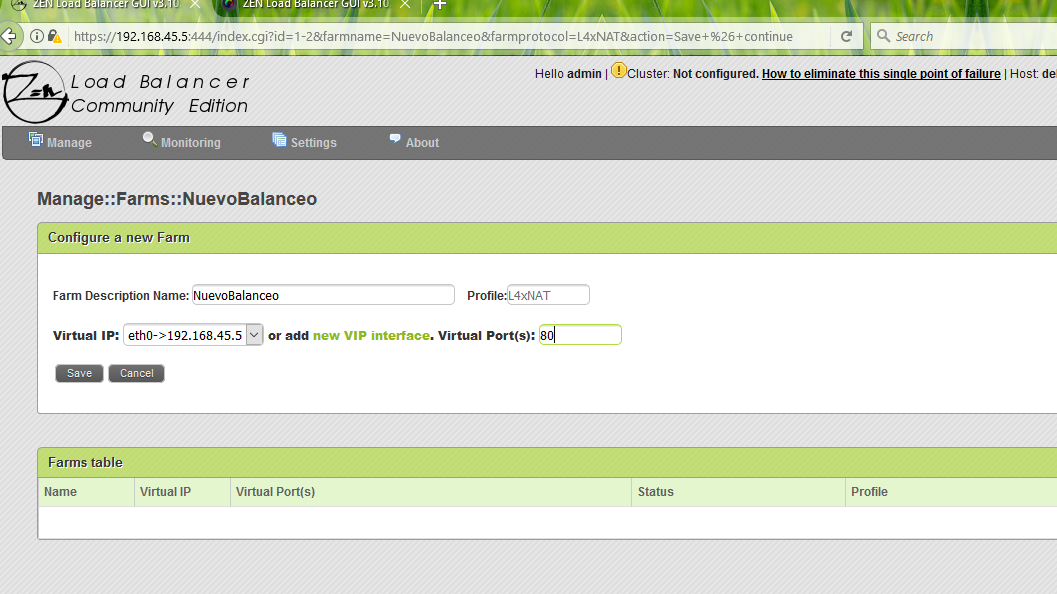 ZEN Load Balancer GUI v3.10 ZEN Load Balancer GUI v3.10
https://192.168.45.5:444/index.cgi?id=1-2&farmname=NuevoBalanceo&farmprotocol=L4xNAT&action=Save+%26+continue Search
Zen Load Balancer
Community Edition
Hello admin | Cluster: Not configured. How to eliminate this single point of failure | Host: de
Manage Monitoring Settings About
Manage::Farms::NuevoBalanceo
Configure a new Farm
Farm Description Name: NuevoBalanceo Profile: L4xNAT
Virtual IP: eth0->192.168.45.5 or add new VIP interface. Virtual Port(s): 80
Save Cancel
Farms table
Name Virtual IP Virtual Port(s) Status Profile